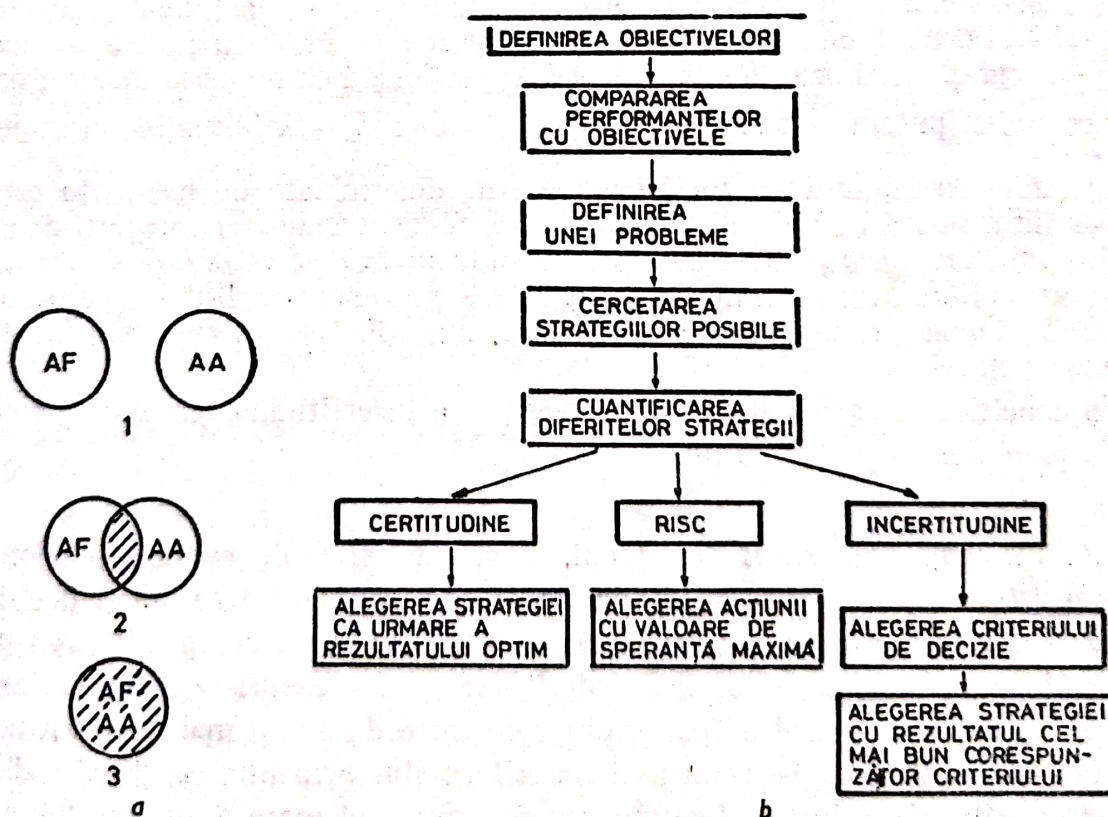 AF
AA
1
AF
AA
2
AF
AA
3
a
DEFINIREA OBIECTIVELOR
COMPARAREA
PERFORMANTELOR
CU OBIECTIVELE
DEFINIREA
UNEI PROBLEME
CERCETAREA
STRATEGIILOR POSIBILE
CUANTIFICAREA
DIFERITELOR STRATEGII
CERTITUDINE
RISC
INCERTITUDINE
ALEGEREA STRATEGIEI
CA URMARE A
REZULTATULUI OPTIM
ALEGEREA ACȚIUNII
CU VALOARE DE
SPERANȚĂ MAXIMĂ
ALEGEREA CRITERIULUI
DE DECIZIE
ALEGEREA STRATEGIEI
CU REZULTATUL CEL
MAI BUN CORESPUN-
ZĂTOR CRITERIULUI
b